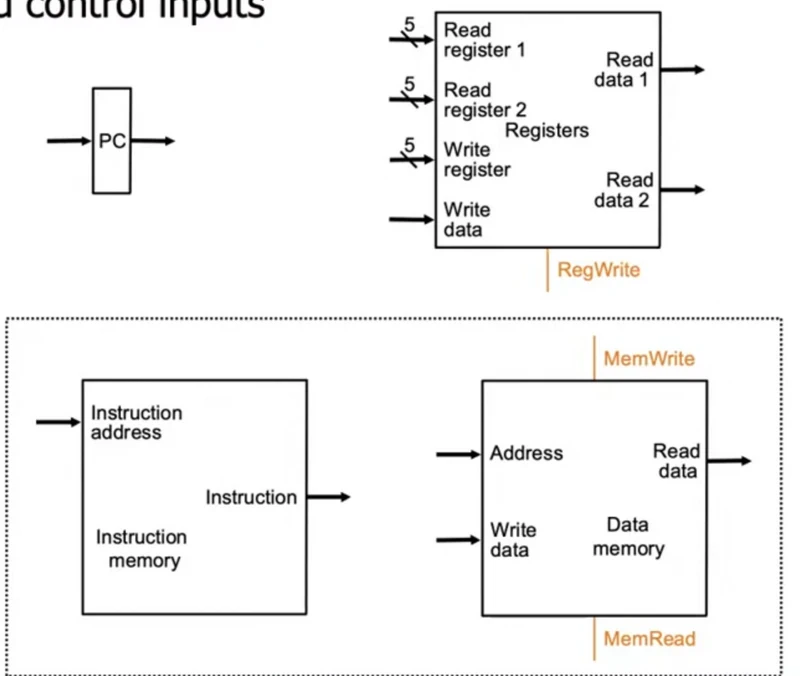 control inputs
5
Read
register 1
5
Read
register 2
Registers
5
Write
register
Write
data
Read
data 1
Read
data 2
RegWrite
PC
Instruction
address
Instruction
Instruction
memory
MemWrite
Address
Read
data
Write
data
Data
memory
MemRead